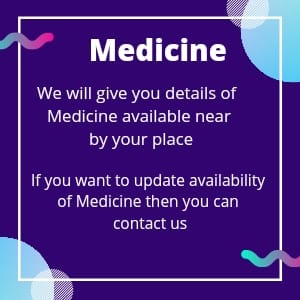 Medicine
We will give you details of
Medicine available near
by your place
If you want to update availability
of Medicine then you can
contact us